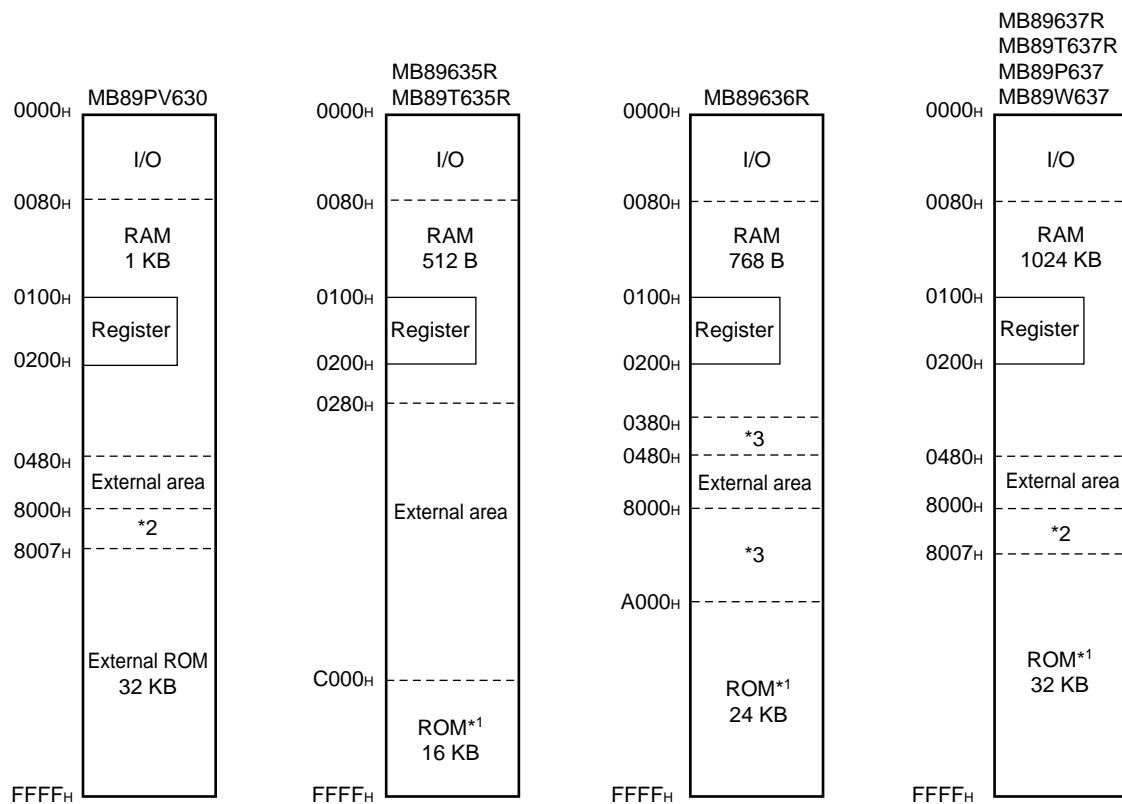 MB89PV630
0000H
I/O
0080H
RAM
1 KB
0100H
Register
0200H
0480H
External area
8000H
*2
8007H
External ROM
32 KB
FFFFH
MB89635R
MB89T635R
0000H
I/O
0080H
RAM
512 B
0100H
Register
0200H
0280H
External area
C000H
ROM*1
16 KB
FFFFH
MB89636R
0000H
I/O
0080H
RAM
768 B
0100H
Register
0200H
0380H
*3
0480H
External area
8000H
*3
A000H
ROM*1
24 KB
FFFFH
MB89637R
MB89T637R
MB89P637
MB89W637
0000H
I/O
0080H
RAM
1024 KB
0100H
Register
0200H
0480H
External area
8000H
*2
8007H
ROM*1
32 KB
FFFFH